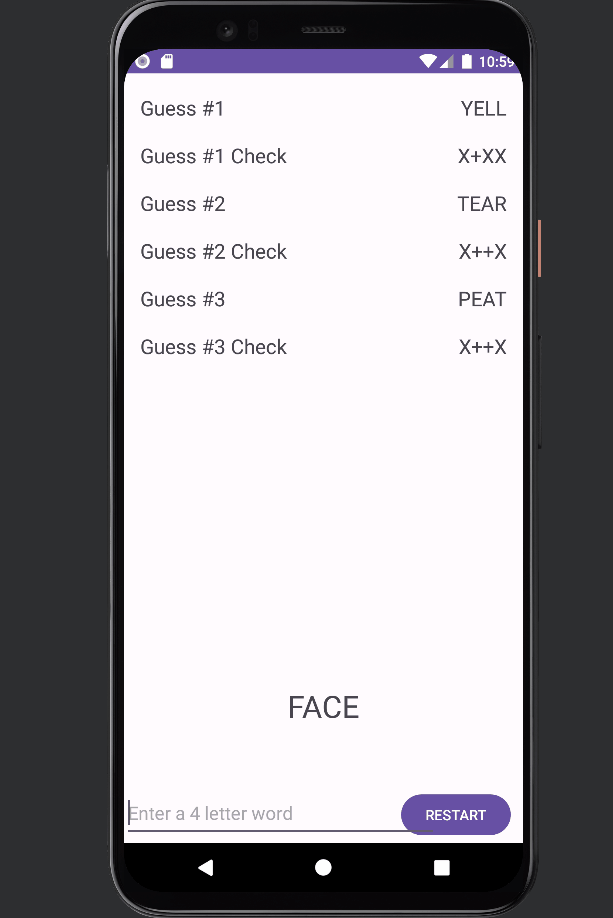 10:59
Guess #1 YELL
Guess #1 Check X+XX
Guess #2 TEAR
Guess #2 Check X++X
Guess #3 PEAT
Guess #3 Check X++X
FACE
Enter a 4 letter word RESTART